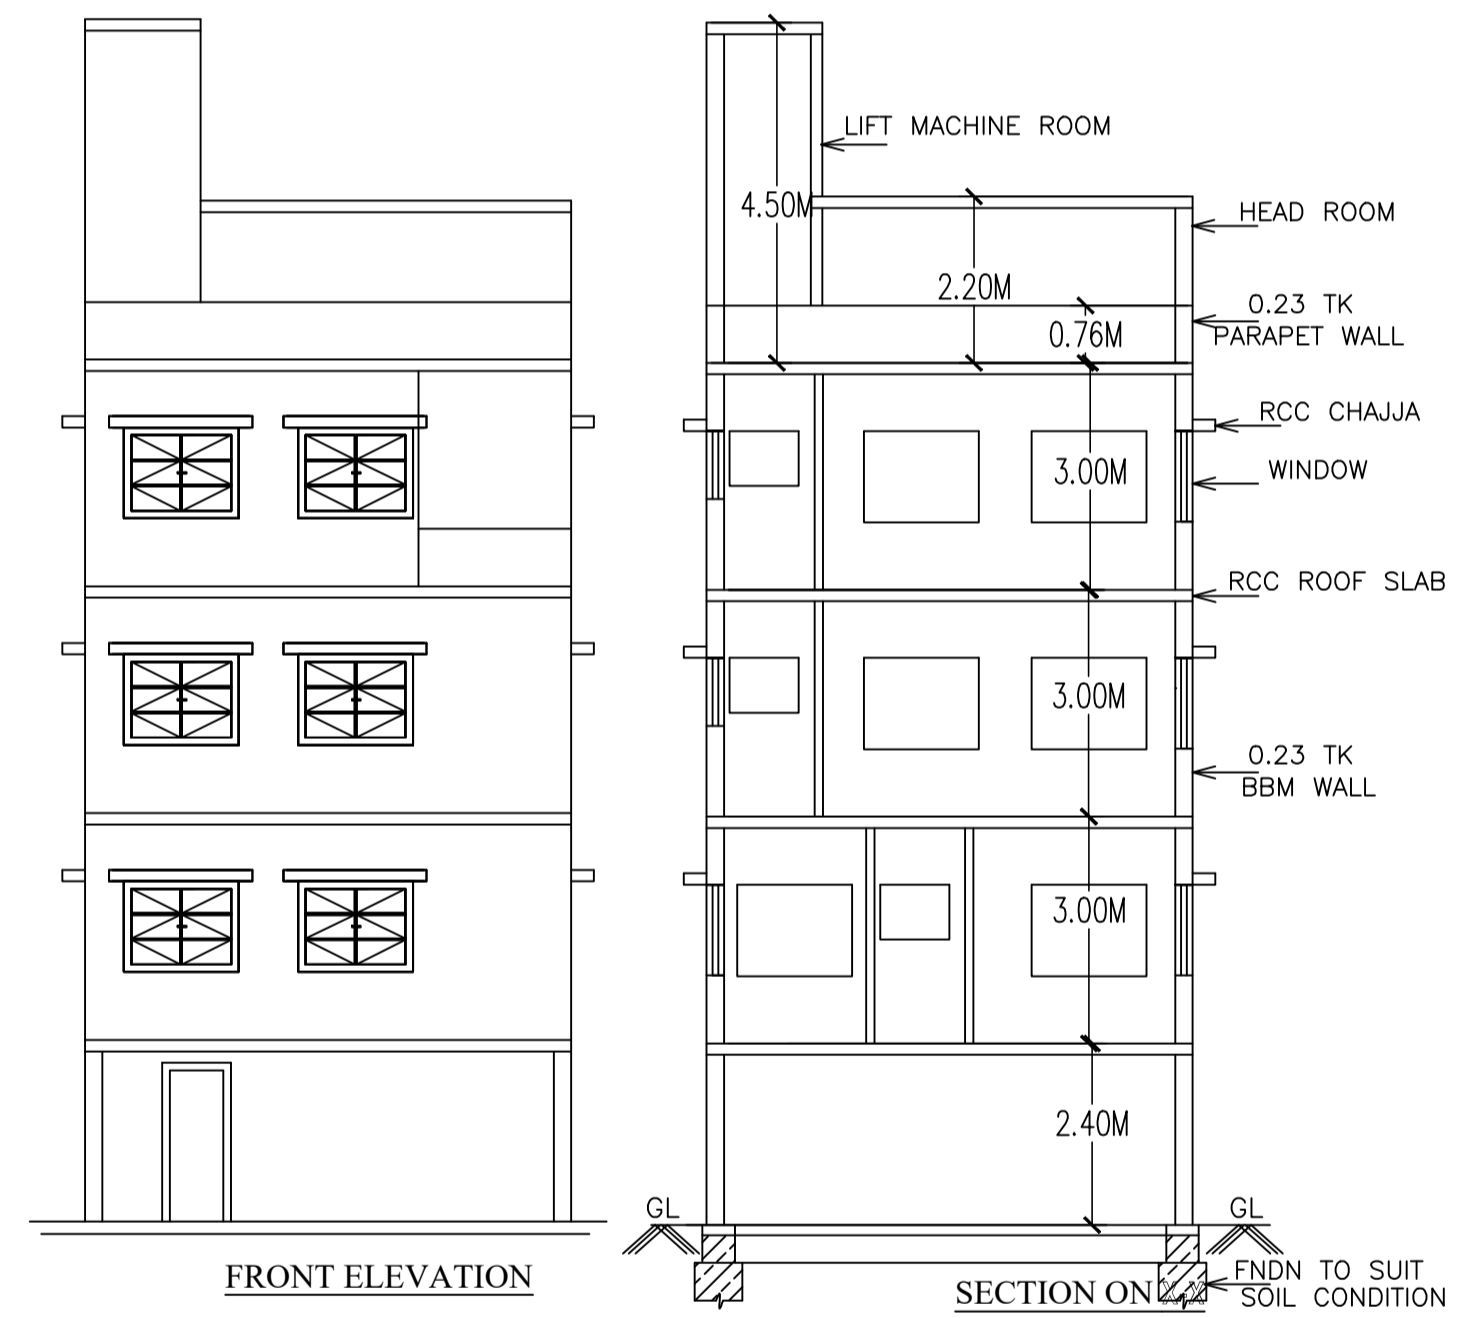 LIFT MACHINE ROOM
4.50M
HEAD ROOM
2.20M
0.23 TK
PARAPET WALL
0.76M
RCC CHAJJA
3.00M
WINDOW
RCC ROOF SLAB
3.00M
0.23 TK
BBM WALL
3.00M
2.40M
GL
GL
FRONT ELEVATION
SECTION ON X-X
FNDN TO SUIT
SOIL CONDITION